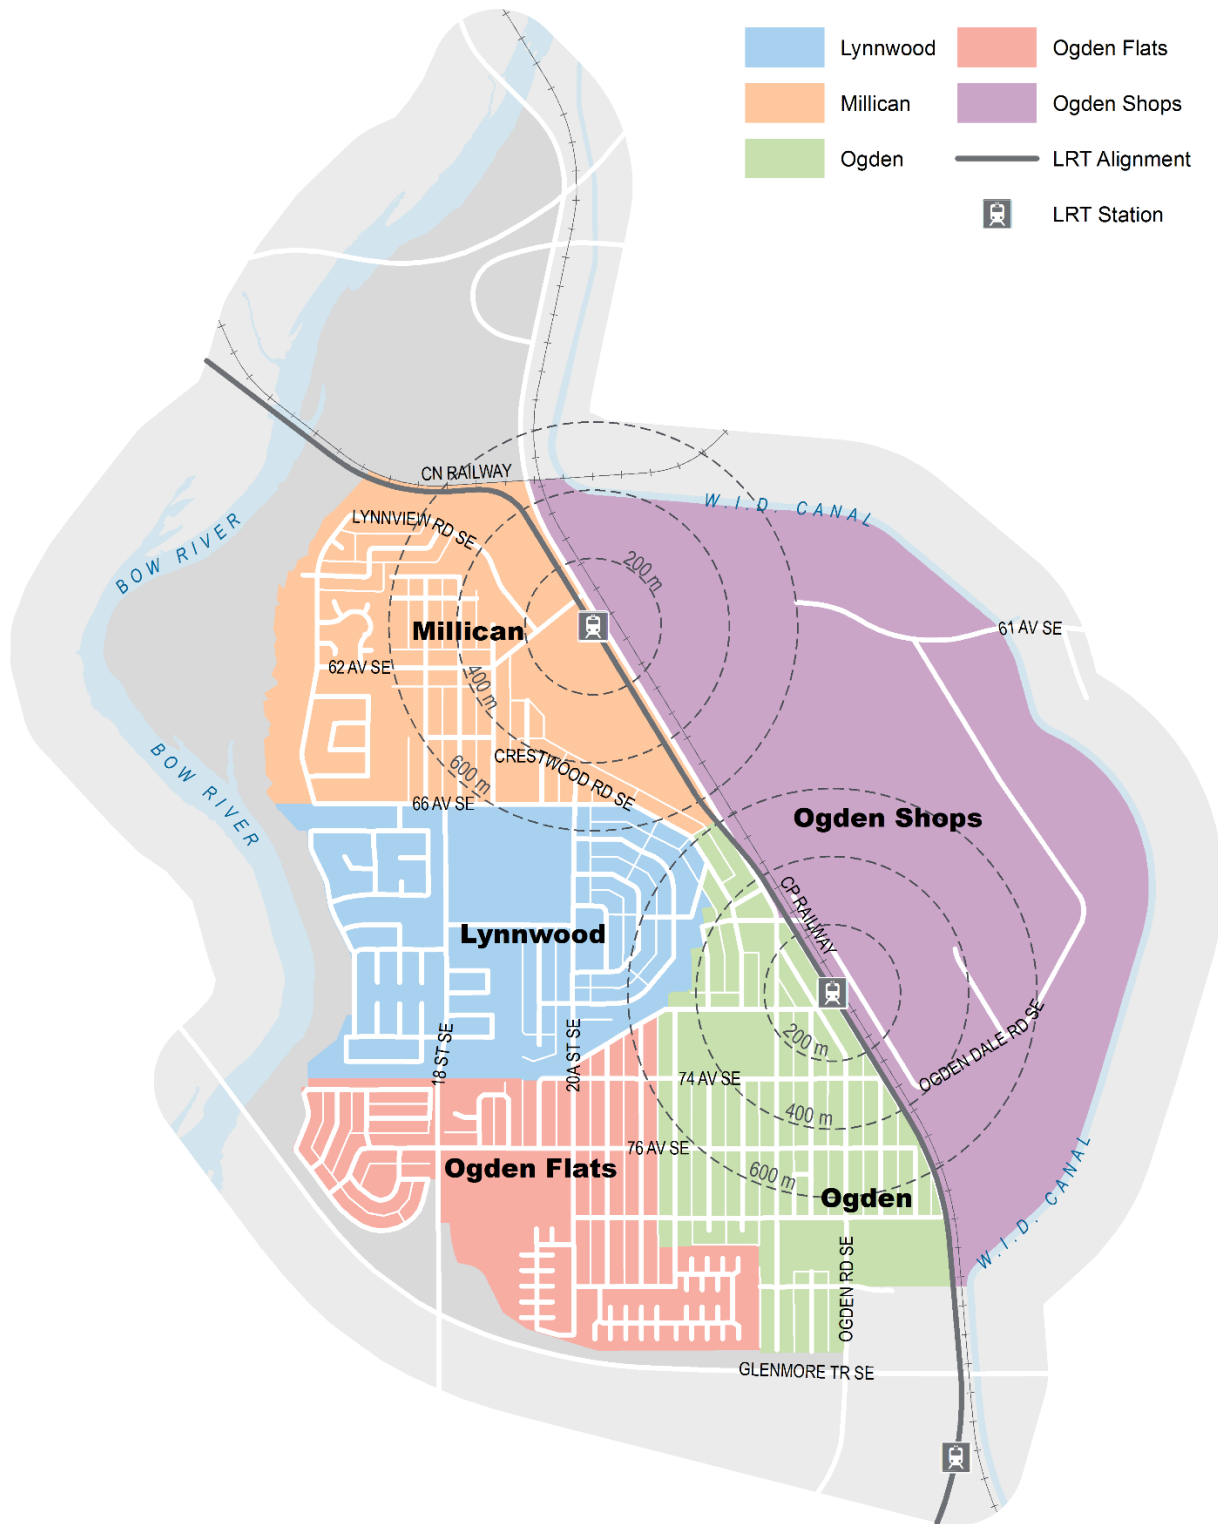 Lynnwood
Ogden Flats
Millican
Ogden Shops
Ogden
LRT Alignment
LRT Station
CN RAILWAY
LYNNVIEW RD SE
W.I.D. CANAL
BOW RIVER
200 m
61 AV SE
Millican
62 AV SE
400 m
BOW RIVER
CRESTWOOD RD SE
600 m
66 AV SE
Ogden Shops
CP RAILWAY
Lynnwood
200 m
OGDEN DALE RD SE
18 ST SE
20A ST SE
74 AV SE
400 m
76 AV SE
Ogden Flats
600 m
Ogden
W.I.D. CANAL
OGDEN RD SE
GLENMORE TR SE